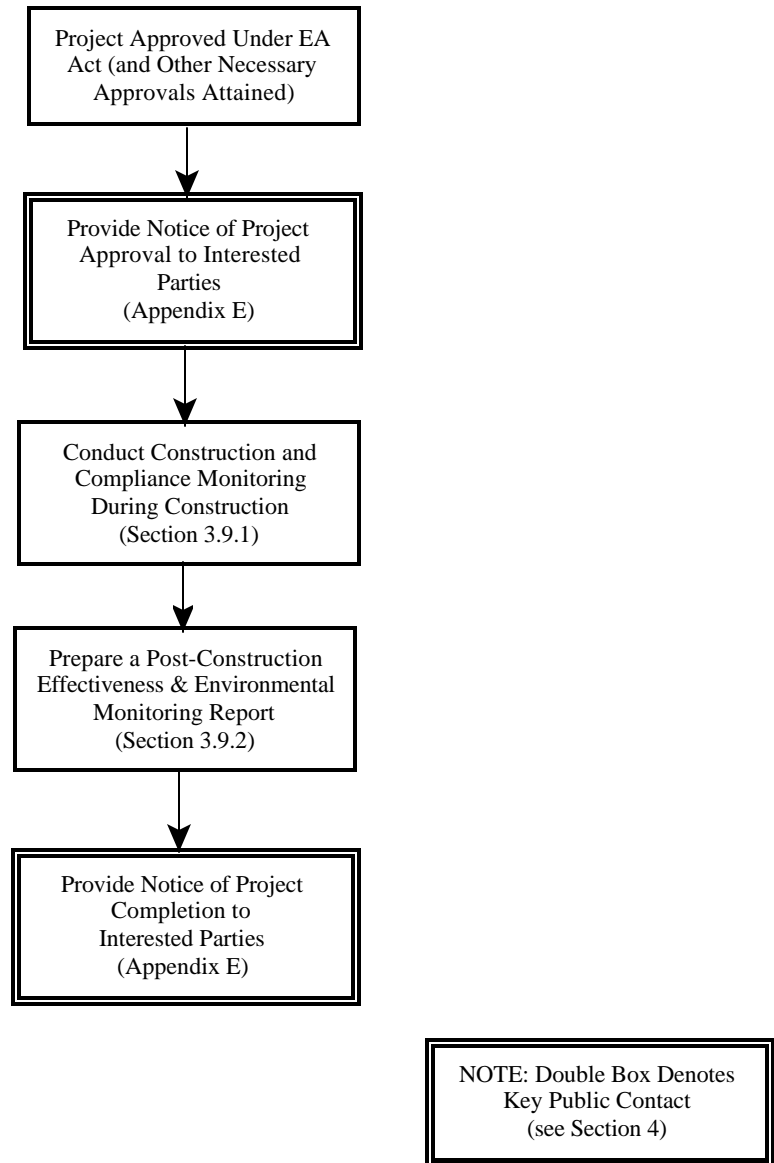 Project Approved Under EA
Act (and Other Necessary
Approvals Attained)
Provide Notice of Project
Approval to Interested
Parties
(Appendix E)
Conduct Construction and
Compliance Monitoring
During Construction
(Section 3.9.1)
Prepare a Post-Construction
Effectiveness & Environmental
Monitoring Report
(Section 3.9.2)
Provide Notice of Project
Completion to
Interested Parties
(Appendix E)
NOTE: Double Box Denotes
Key Public Contact
(see Section 4)